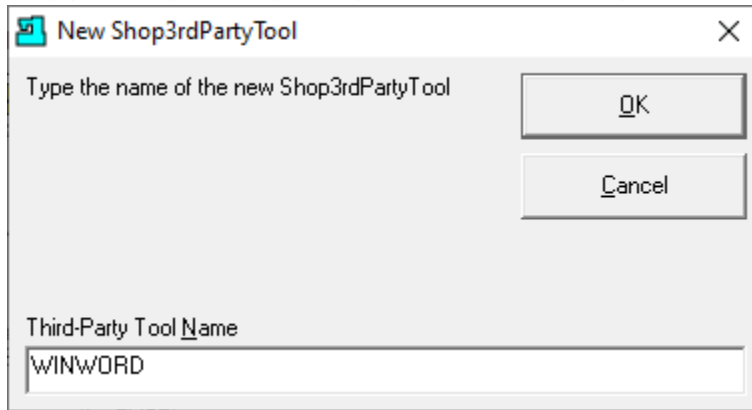 New Shop3rdPartyTool
Type the name of the new Shop3rdPartyTool
OK
Cancel
Third-Party Tool Name
WINWORD